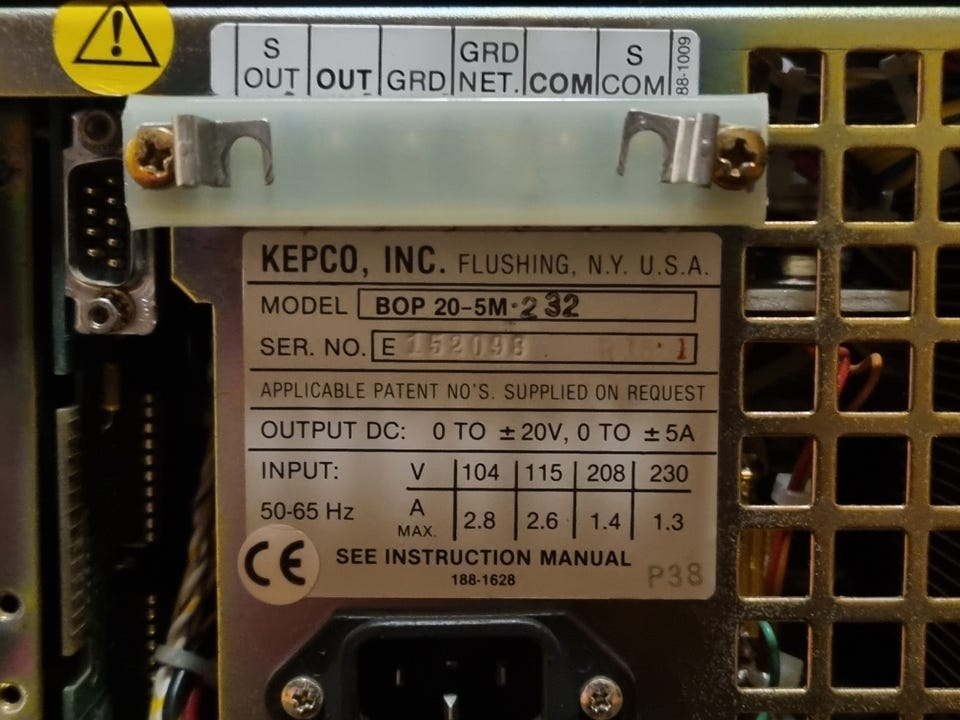 S OUT OUT GRD GRD NET. COM S COM 88-1009
KEPCO, INC. FLUSHING, N.Y. U.S.A.
MODEL BOP 20-5M-232
SER. NO. E 152098 1
APPLICABLE PATENT NO'S. SUPPLIED ON REQUEST
OUTPUT DC: 0 TO ±20V, 0 TO ±5A
INPUT: V 104 115 208 230
50-65 Hz A MAX. 2.8 2.6 1.4 1.3
CE SEE INSTRUCTION MANUAL
188-1628
P38